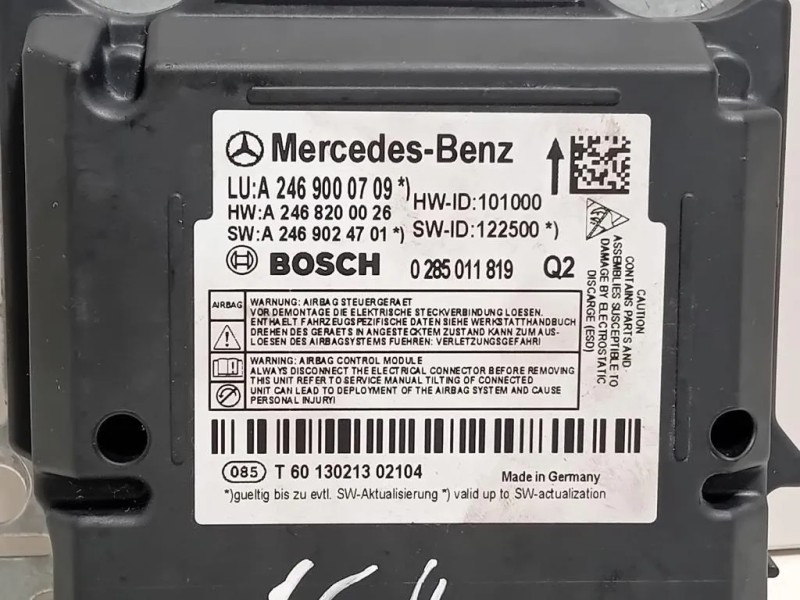 Mercedes-Benz
LU:A 246 900 07 09 *)
HW-ID:101000
HW:A 246 820 00 26
SW:A 246 902 47 01 *)
SW-ID:122500 *)
BOSCH 0 285 011 819 Q2
CAUTION
CONTAINS PARTS AND
ASSEMBLIES SUSCEPTIBLE TO
DAMAGE BY ELECTROSTATIC
DISCARGE (ESD)
AIRBAG
WARNUNG: AIRBAG STEUERGERAET
VOR DEMONTAGE DIE ELEKTRISCHE STECKVERBINDUNG LOESEN.
ENTHAELT FAHRZEUGSPEZIFISCHE DATEN SIEHE WERKSTATTHANDBUCH
DREHEN DES GERAETS IN ANGESTECKTEM ZUSTAND KANN ZUM AUS-
LOESEN DES AIRBAGSYSTEMS FUEHREN: VERLETZUNGSGEFAHR!
WARNING: AIRBAG CONTROL MODULE
ALWAYS DISCONNECT THE ELECTRICAL CONNECTOR BEFORE REMOVING
THIS UNIT REFER TO SERVICE MANUAL TILTING OF CONNECTED
UNIT CAN LEAD TO DEPLOYMENT OF THE AIRBAG SYSTEM AND CAUSE
PERSONAL INJURY!
085 T 60 130213 02104
Made in Germany
*)gueltig bis zu evtl. SW-Aktualisierung *) valid up to SW-actualization